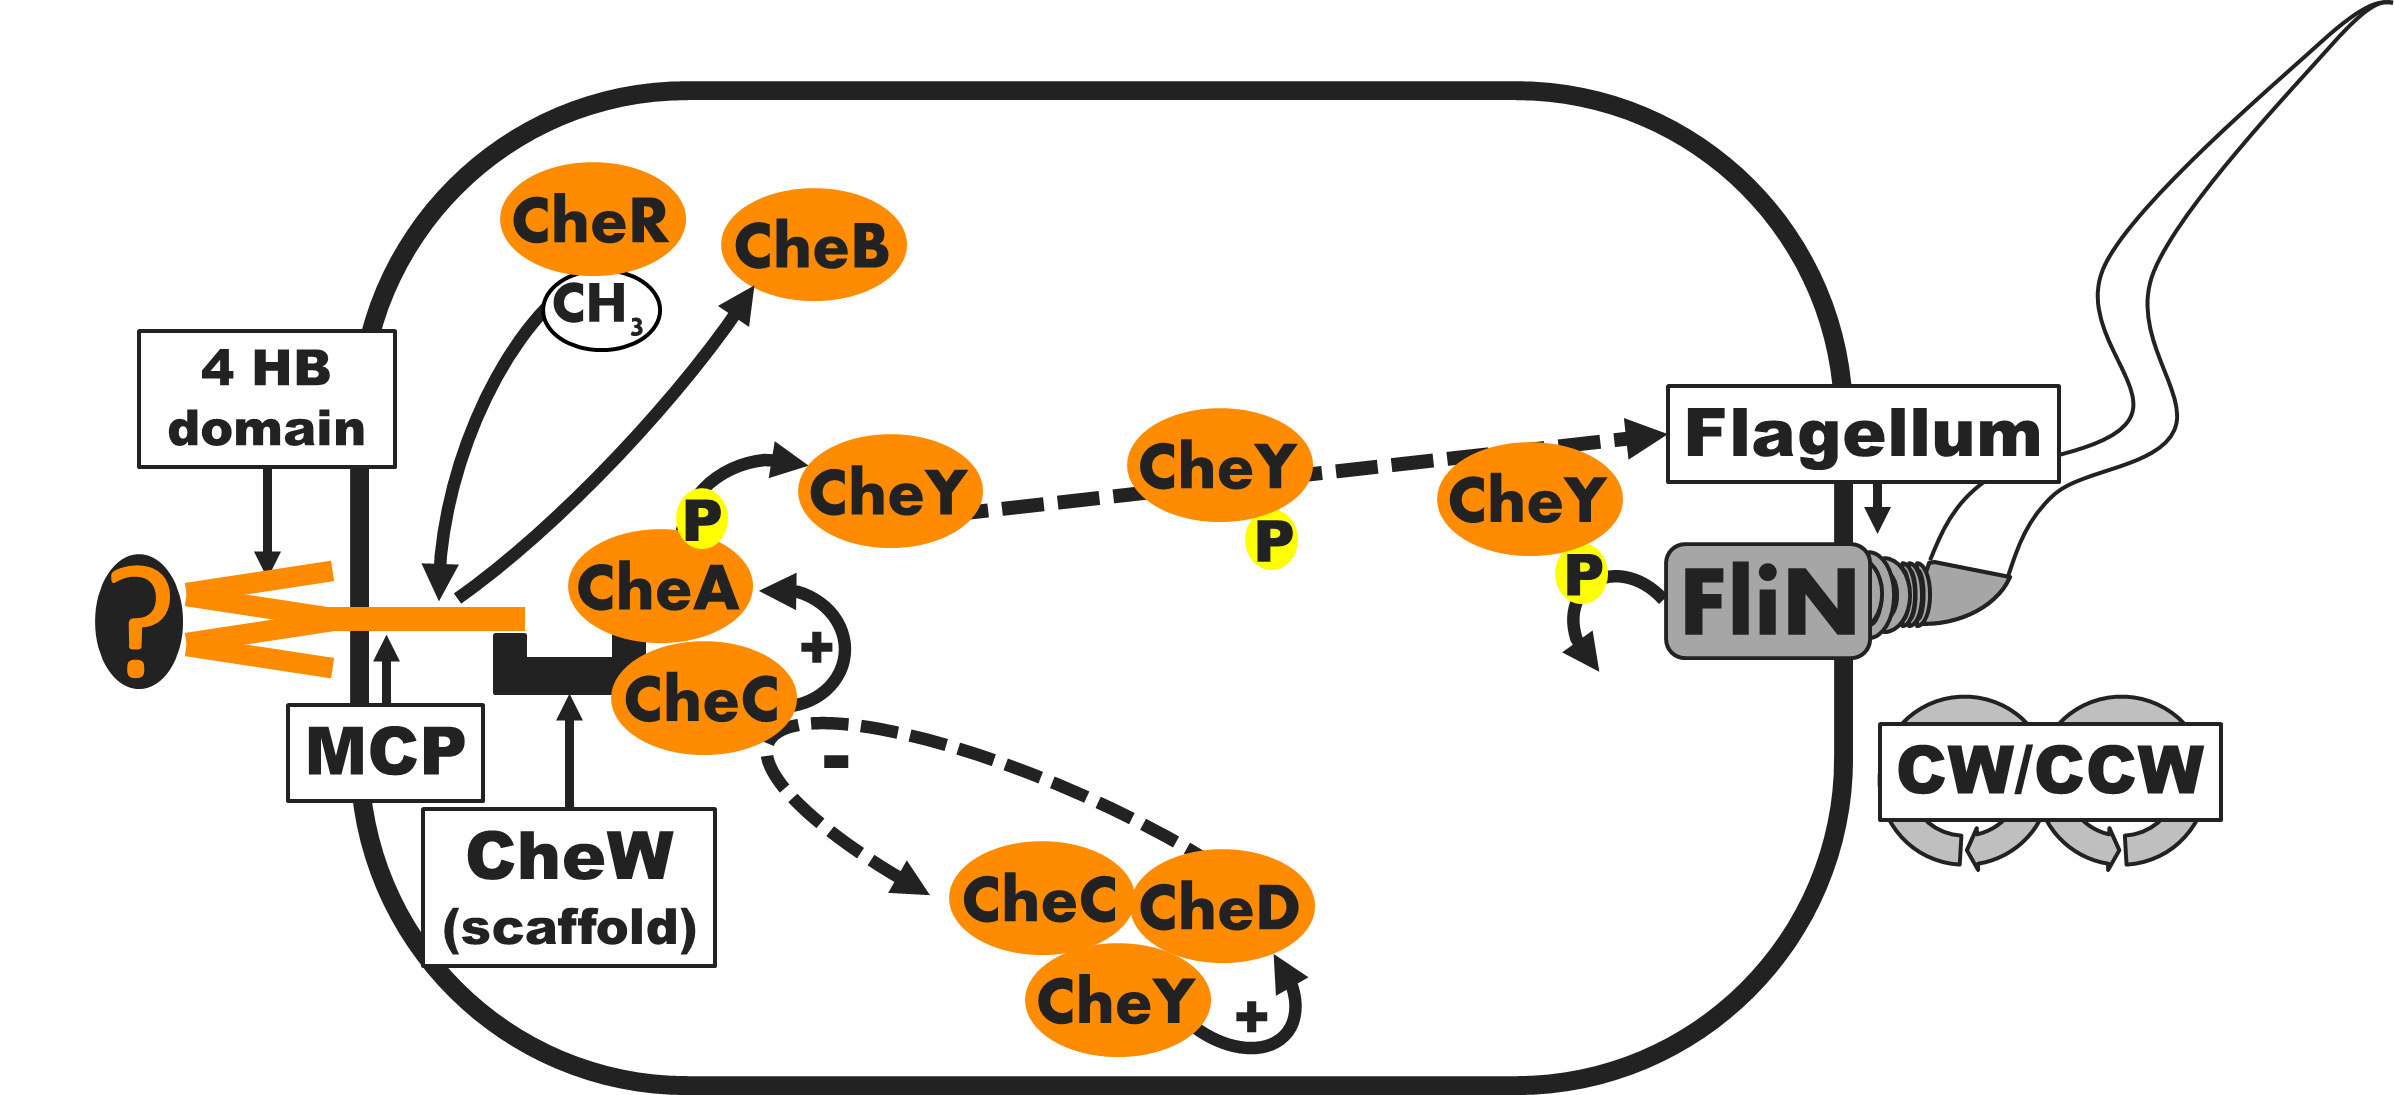 CheR
CH3
CheB
4 HB
domain
?
MCP
CheW
(scaffold)
P
CheA
CheC
+
-
CheY
CheY
P
CheY
P
Flagellum
FliN
CW/CCW
CheC
CheD
CheY
+